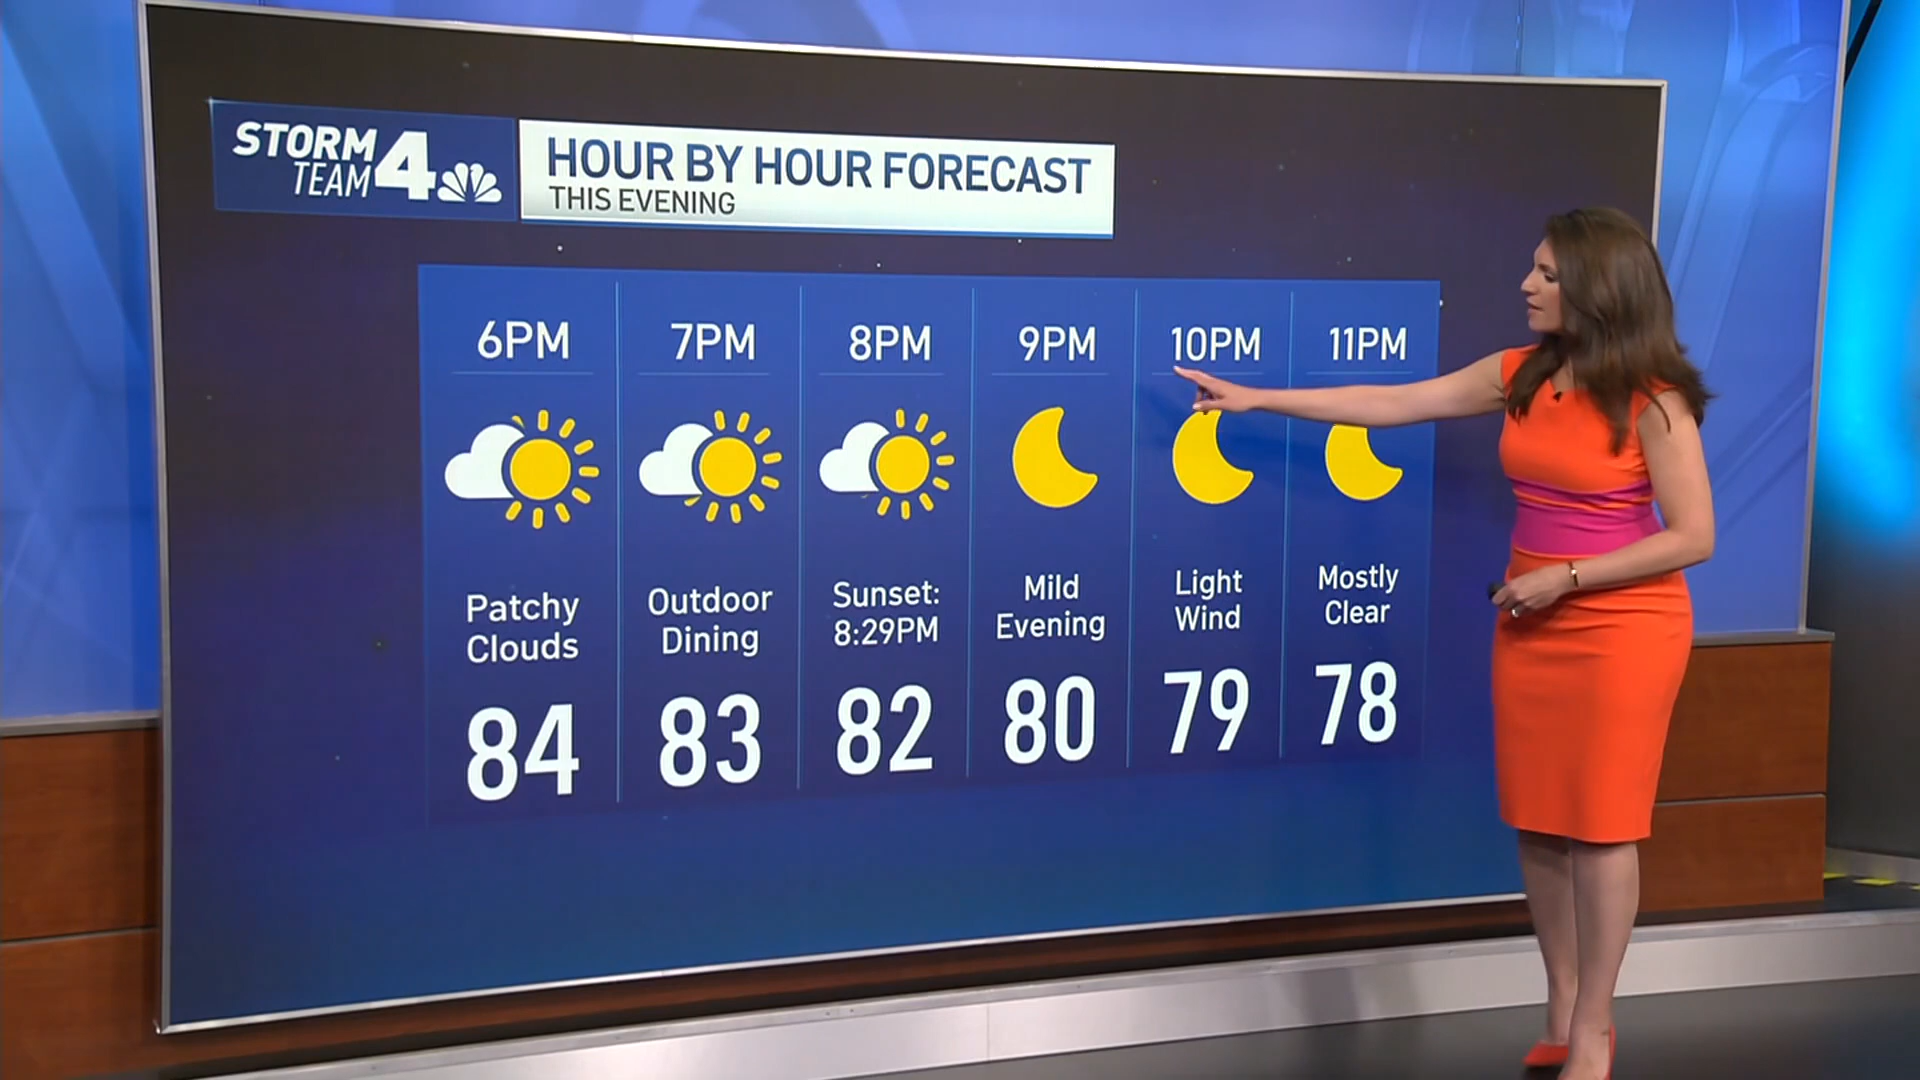 STORM
TEAM 4
HOUR BY HOUR FORECAST
THIS EVENING
6PM
Patchy
Clouds
84
7PM
Outdoor
Dining
83
8PM
Sunset:
8:29PM
82
9PM
Mild
Evening
80
10PM
Light
Wind
79
11PM
Mostly
Clear
78